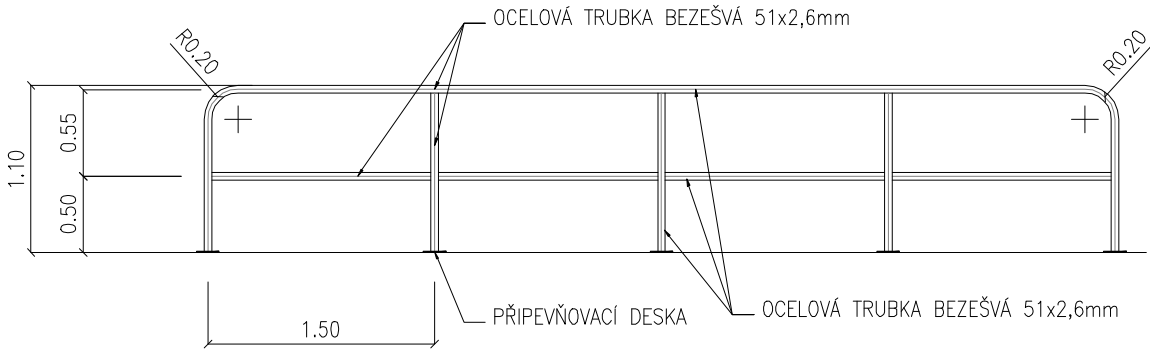 OCELOVÁ TRUBKA BEZEŠVÁ 51x2,6mm
R0.20
R0.20
1.10
0.55
0.50
1.50
PŘIPEVŇOVACÍ DESKA
OCELOVÁ TRUBKA BEZEŠVÁ 51x2,6mm